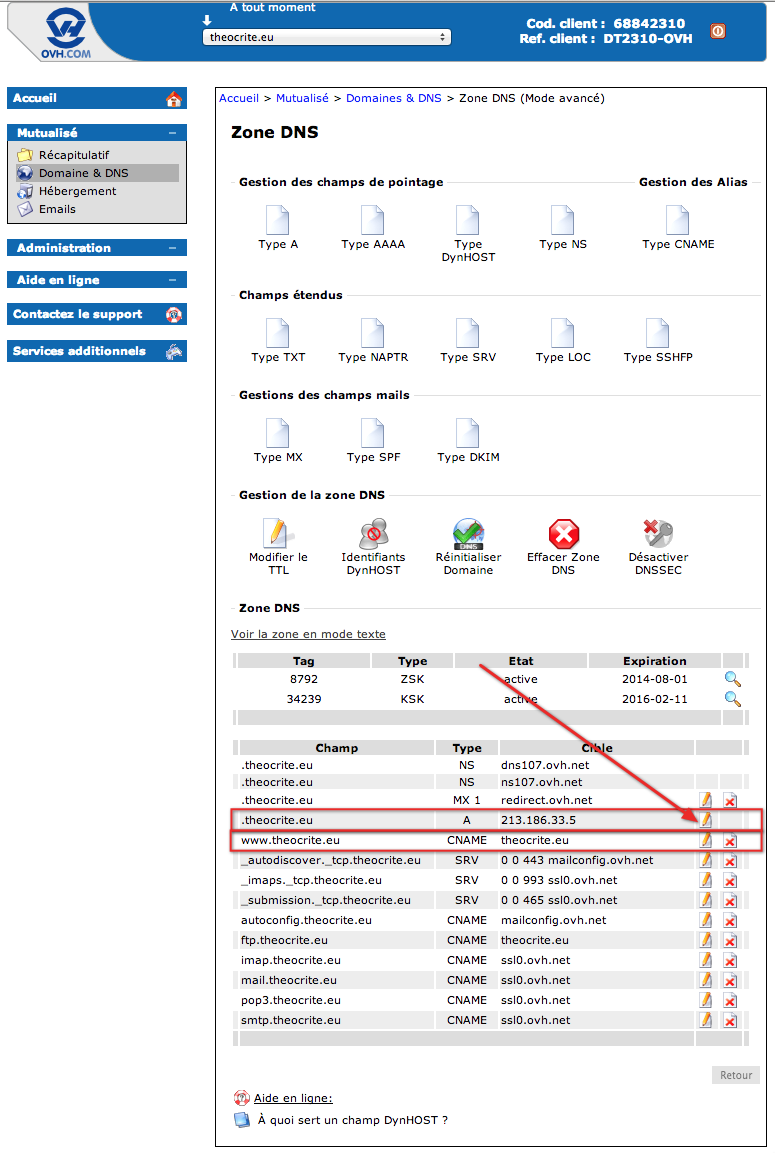 A tout moment
theocrite.eu
Cod. client : 68842310
Ref. client : DT2310-OVH
OVH.COM
Accueil
Mutualisé
Récapitulatif
Domaine & DNS
Hébergement
Emails
Administration
Aide en ligne
Contactez le support
Services additionnels
Accueil > Mutualisé > Domaines & DNS > Zone DNS (Mode avancé)
Zone DNS
Gestion des champs de pointage
Gestion des Alias
Type A
Type AAAA
Type DynHOST
Type NS
Type CNAME
Champs étendus
Type TXT
Type NAPTR
Type SRV
Type LOC
Type SSHFP
Gestions des champs mails
Type MX
Type SPF
Type DKIM
Gestion de la zone DNS
Modifier le TTL
Identifiants DynHOST
DNS
Réinitialiser Domaine
Effacer Zone DNS
Désactiver DNSSEC
Zone DNS
Voir la zone en mode texte
Tag Type Etat Expiration
8792 ZSK active 2014-08-01
34239 KSK active 2016-02-11
Champ Type Cible
.theocrite.eu NS dns107.ovh.net
.theocrite.eu NS ns107.ovh.net
.theocrite.eu MX 1 redirect.ovh.net
.theocrite.eu A 213.186.33.5
www.theocrite.eu CNAME theocrite.eu
_autodiscover._tcp.theocrite.eu SRV 0 0 443 mailconfig.ovh.net
_imaps._tcp.theocrite.eu SRV 0 0 993 ssl0.ovh.net
_submission._tcp.theocrite.eu SRV 0 0 465 ssl0.ovh.net
autoconfig.theocrite.eu CNAME mailconfig.ovh.net
ftp.theocrite.eu CNAME theocrite.eu
imap.theocrite.eu CNAME ssl0.ovh.net
mail.theocrite.eu CNAME ssl0.ovh.net
pop3.theocrite.eu CNAME ssl0.ovh.net
smtp.theocrite.eu CNAME ssl0.ovh.net
Retour
Aide en ligne:
À quoi sert un champ DynHOST ?